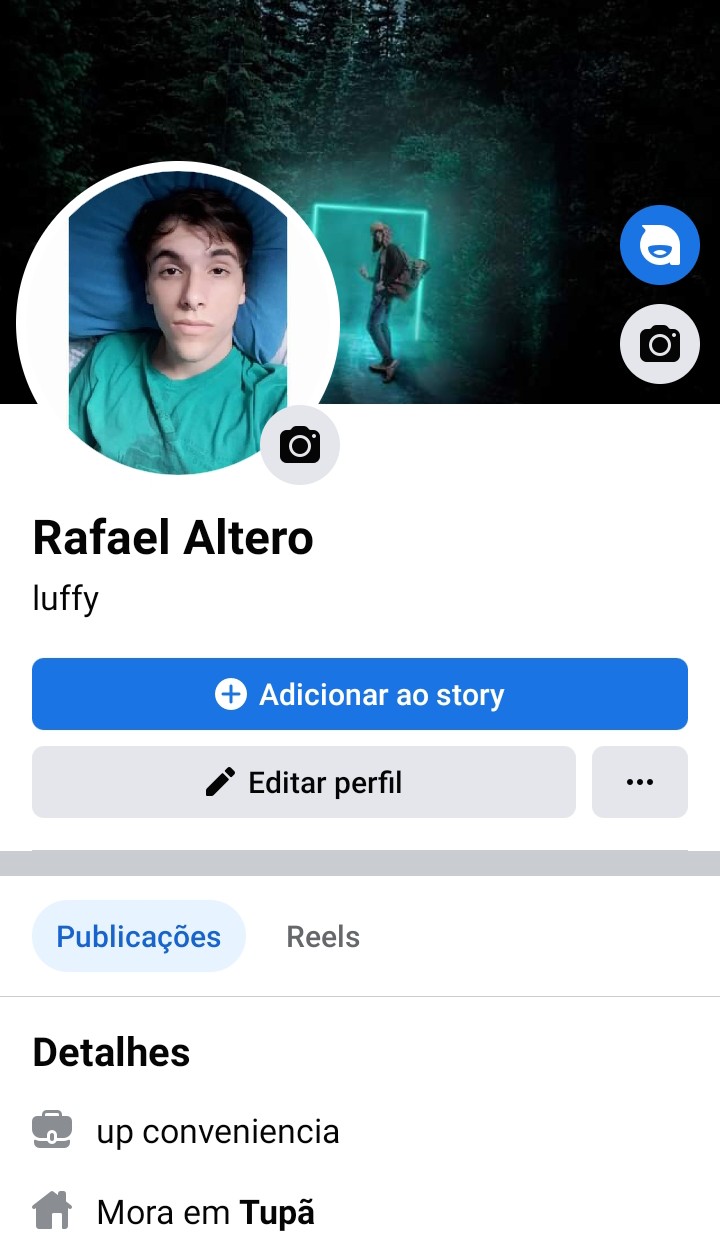 Rafael Altero
luffy
Adicionar ao story
Editar perfil
Publicações Reels
Detalhes
up conveniencia
Mora em Tupã